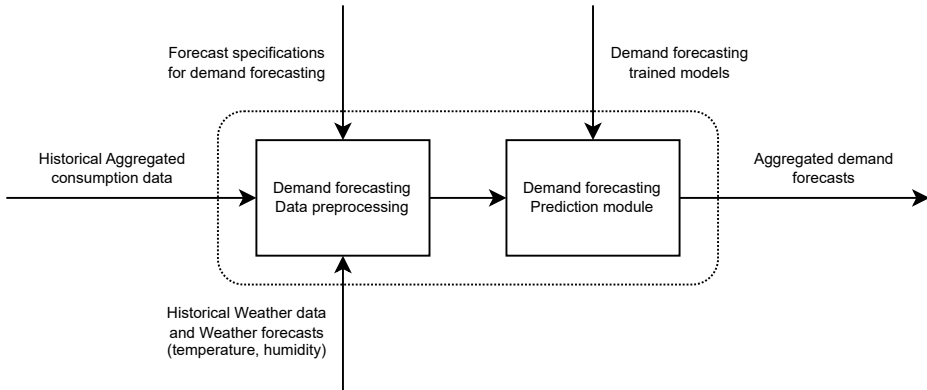 Forecast specifications
for demand forecasting
Demand forecasting
trained models
Historical Aggregated
consumption data
Demand forecasting
Data preprocessing
Demand forecasting
Prediction module
Aggregated demand
forecasts
Historical Weather data
and Weather forecasts
(temperature, humidity)